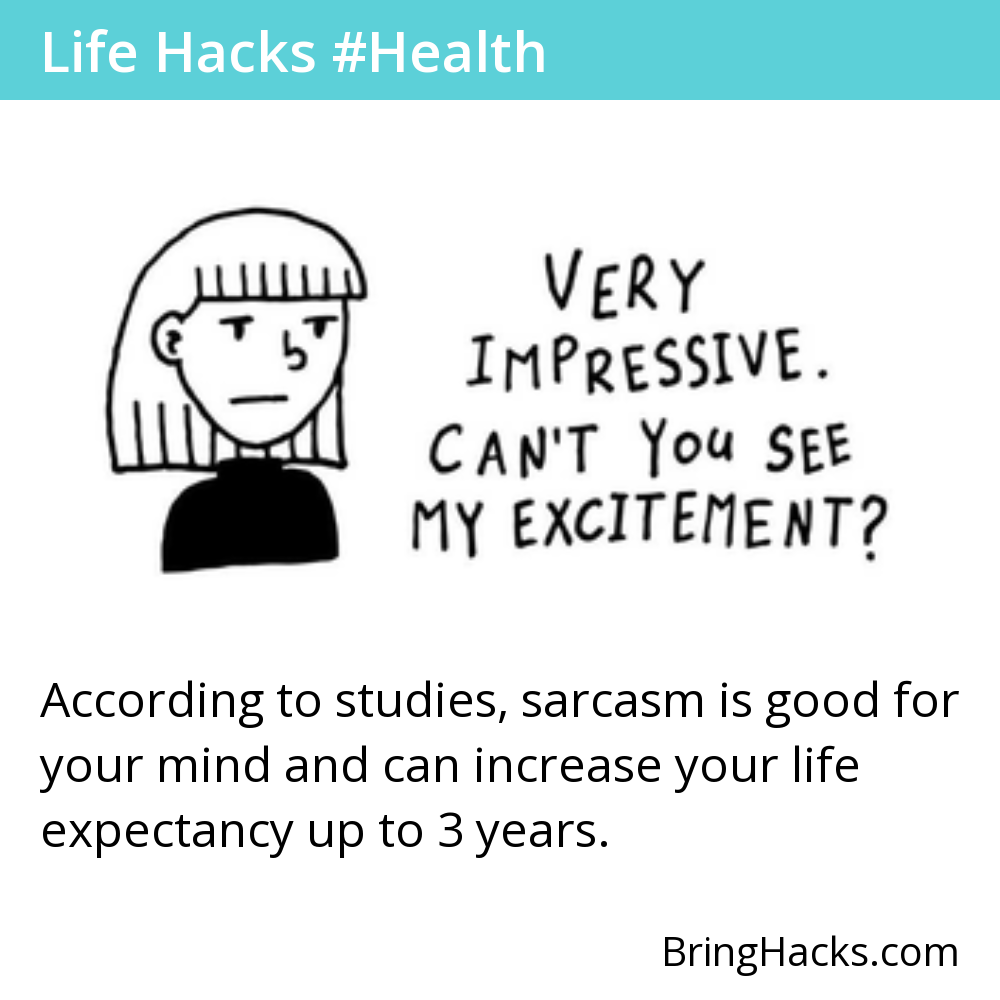 Life Hacks #Health
VERY
IMPRESSIVE.
CAN'T YOU SEE
MY EXCITEMENT?
According to studies, sarcasm is good for
your mind and can increase your life
expectancy up to 3 years.
BringHacks.com